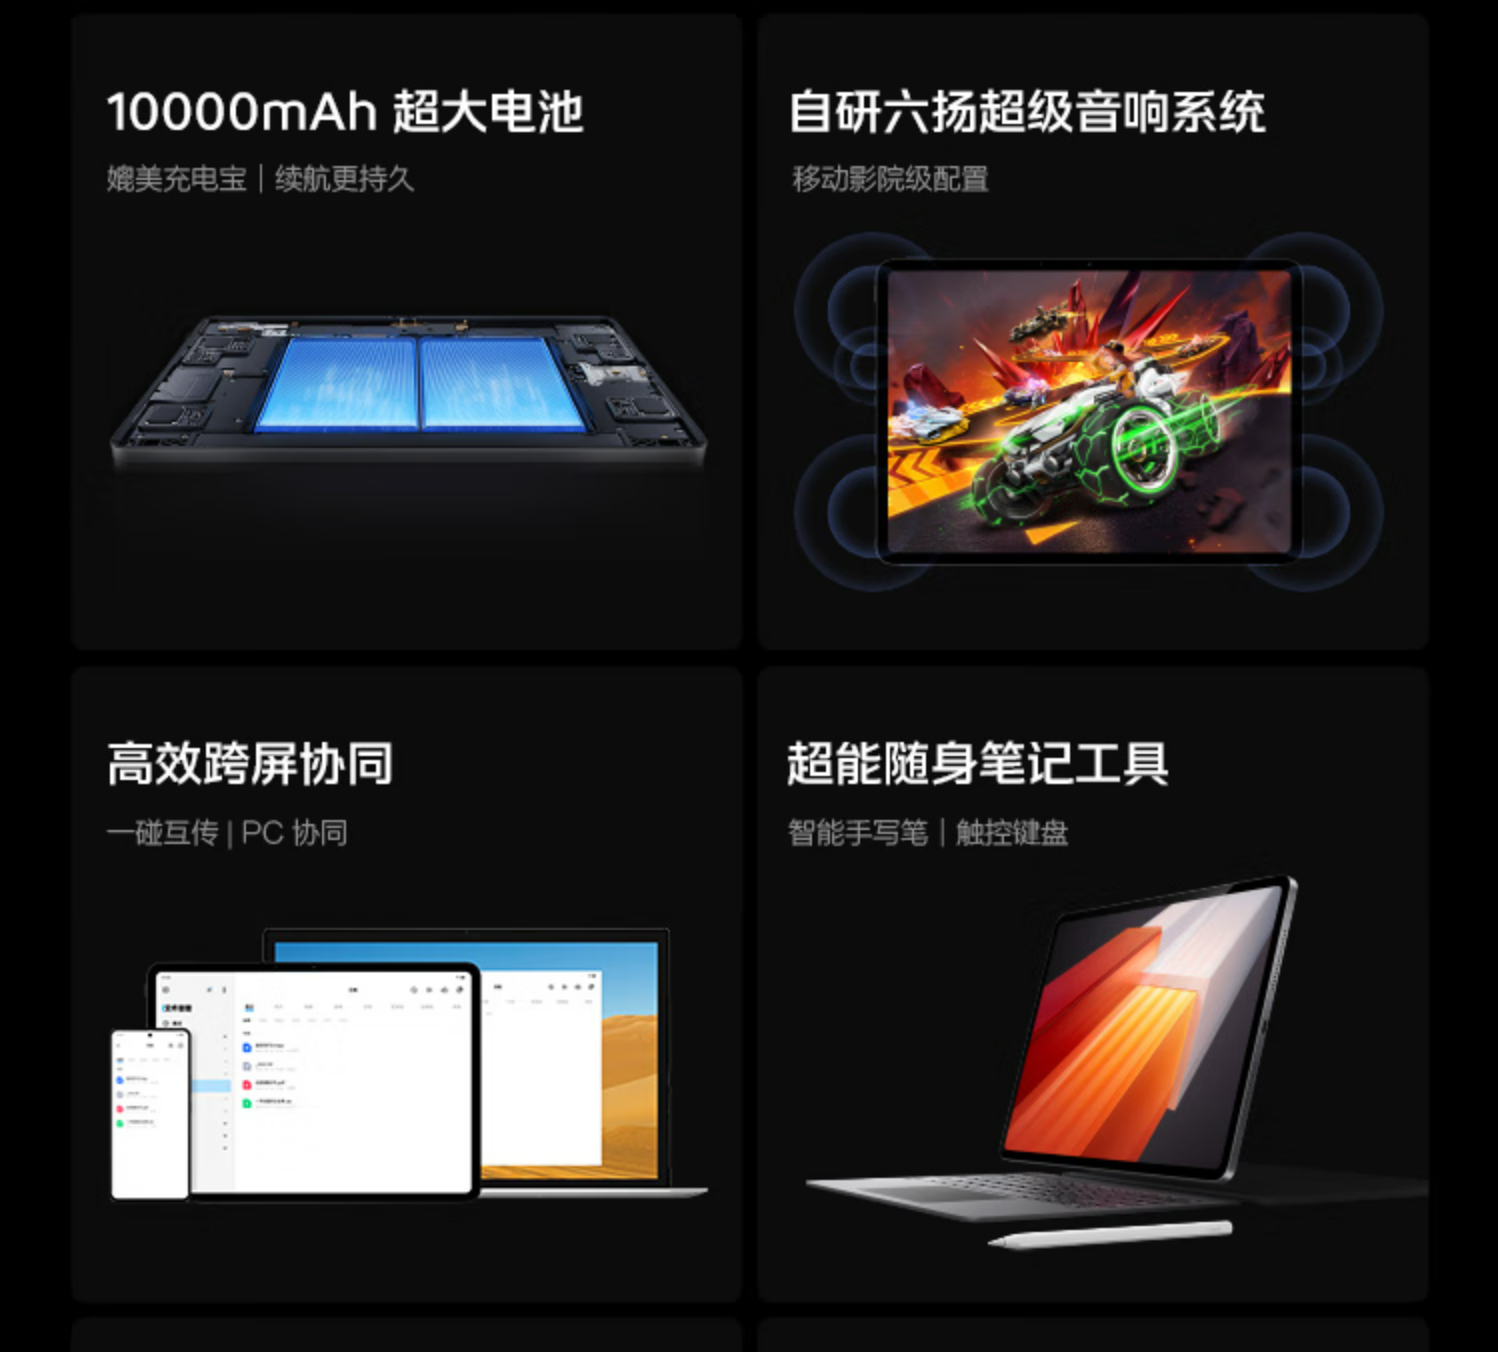 10000mAh 超大电池
媲美充电宝｜续航更持久
自研六扬超级音响系统
移动影院级配置
高效跨屏协同
一碰互传 | PC 协同
超能随身笔记工具
智能手写笔｜触控键盘